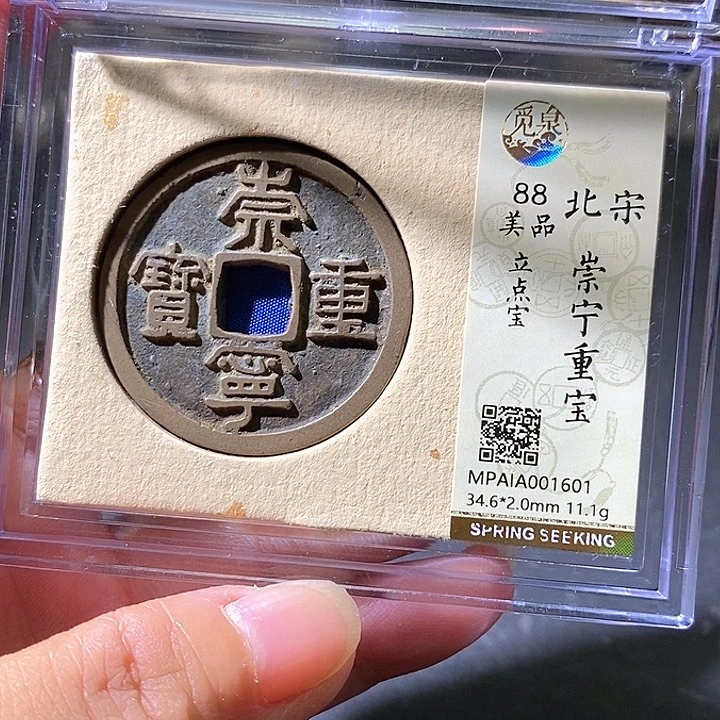 崇
寧
重
寶
觅泉
88
美品
立点宝
北宋
崇宁重宝
MPAIA001601
34.6*2.0mm 11.1g
SPRING SEEKING